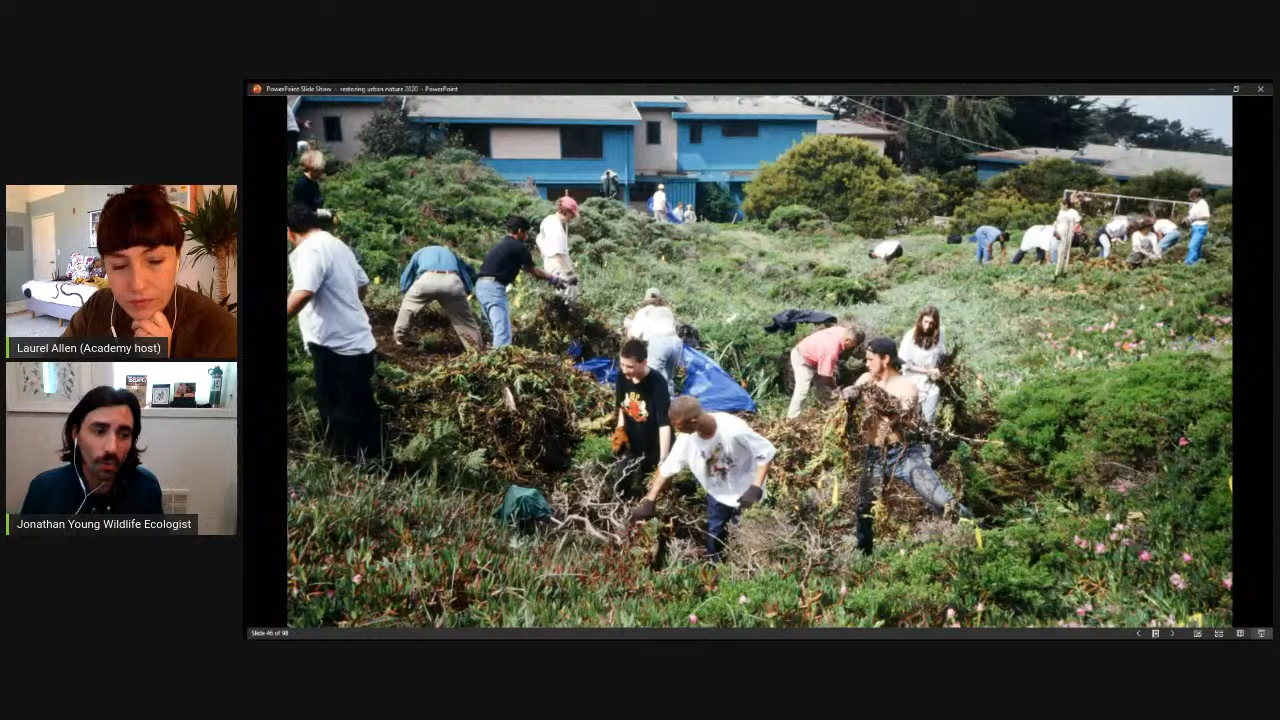 PowerPoint Slide Show - restoring urban nature 2020 - PowerPoint
Laurel Allen (Academy host)
Jonathan Young Wildlife Ecologist
Slide 46 of 98